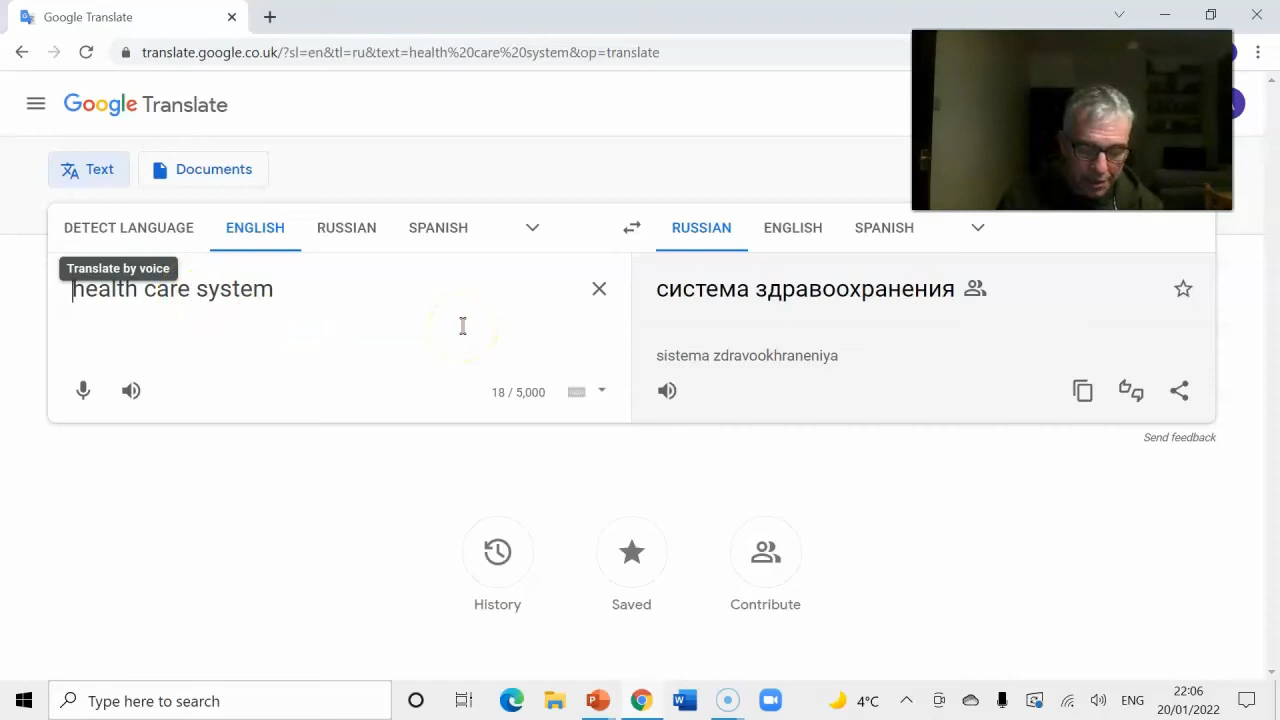 Google Translate
translate.google.co.uk/?sl=en&tl=ru&text=health%20care%20system&op=translate
Google Translate
Text
Documents
DETECT LANGUAGE ENGLISH RUSSIAN SPANISH RUSSIAN ENGLISH SPANISH
Translate by voice
health care system
система здравоохранения
sistema zdravookhraneniya
18 / 5,000
Send feedback
History Saved Contribute
Type here to search
4°C
ENG
22:06
20/01/2022